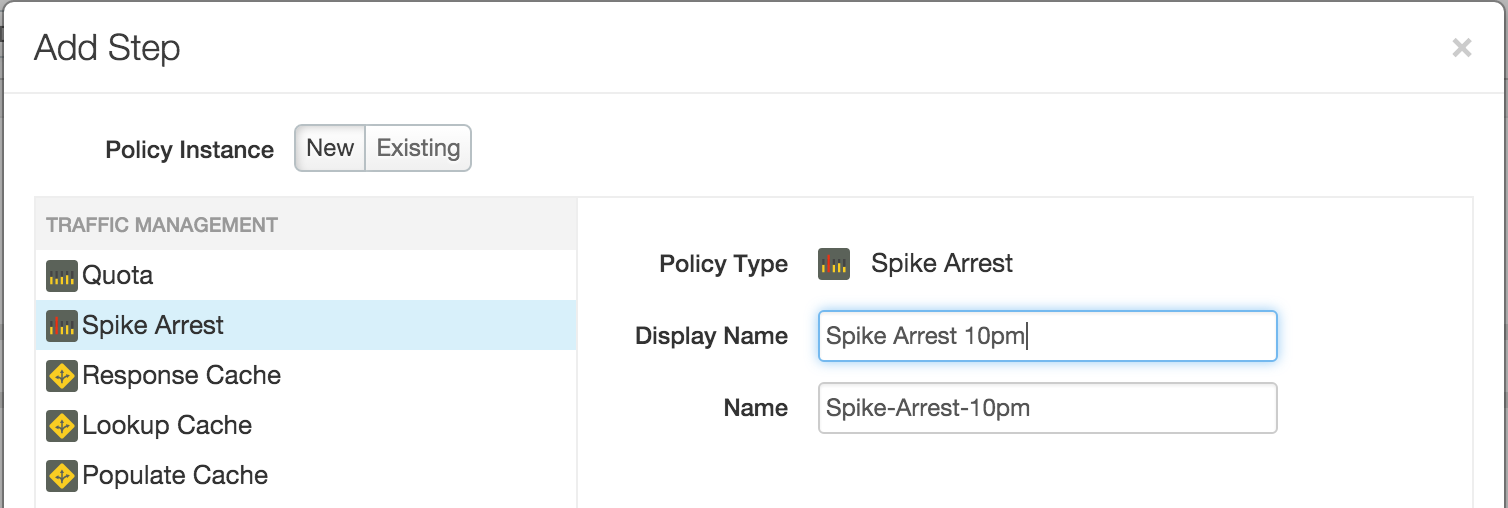 Add Step
×
Policy Instance New Existing
TRAFFIC MANAGEMENT
Quota
Spike Arrest
Response Cache
Lookup Cache
Populate Cache
Policy Type Spike Arrest
Display Name Spike Arrest 10pm
Name Spike-Arrest-10pm